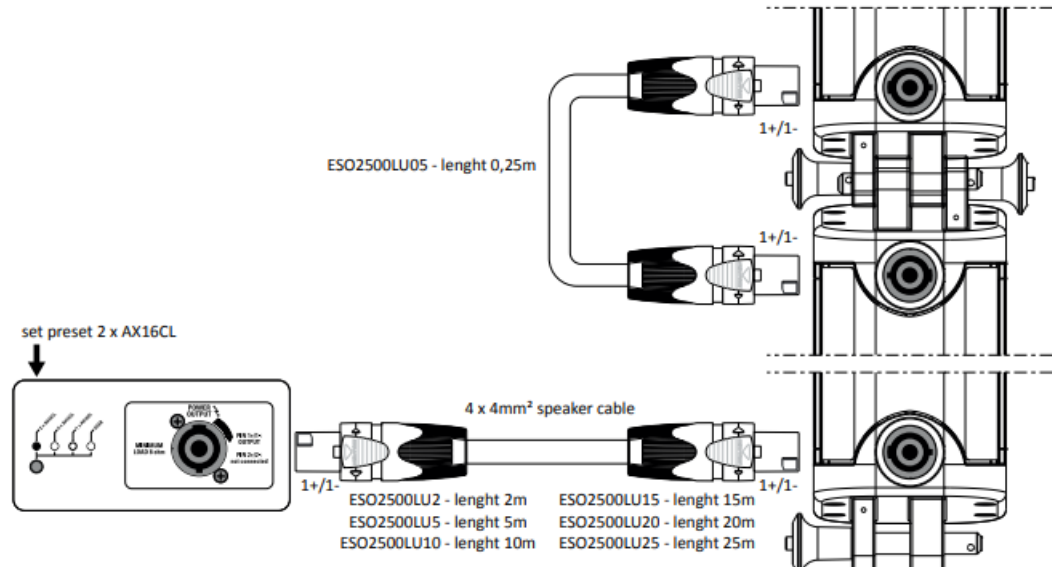 1+/1-
ESO2500LU05 - lenght 0,25m
1+/1-
set preset 2 x AX16CL
POWER
OUTPUT
MINIMUM
LOAD 8 ohm
PIN 1+/1-
OUTPUT
PIN 2+/2-
not connected
4 x 4mm² speaker cable
1+/1-
1+/1-
ESO2500LU2 - lenght 2m
ESO2500LU15 - lenght 15m
ESO2500LU5 - lenght 5m
ESO2500LU20 - lenght 20m
ESO2500LU10 - lenght 10m
ESO2500LU25 - lenght 25m